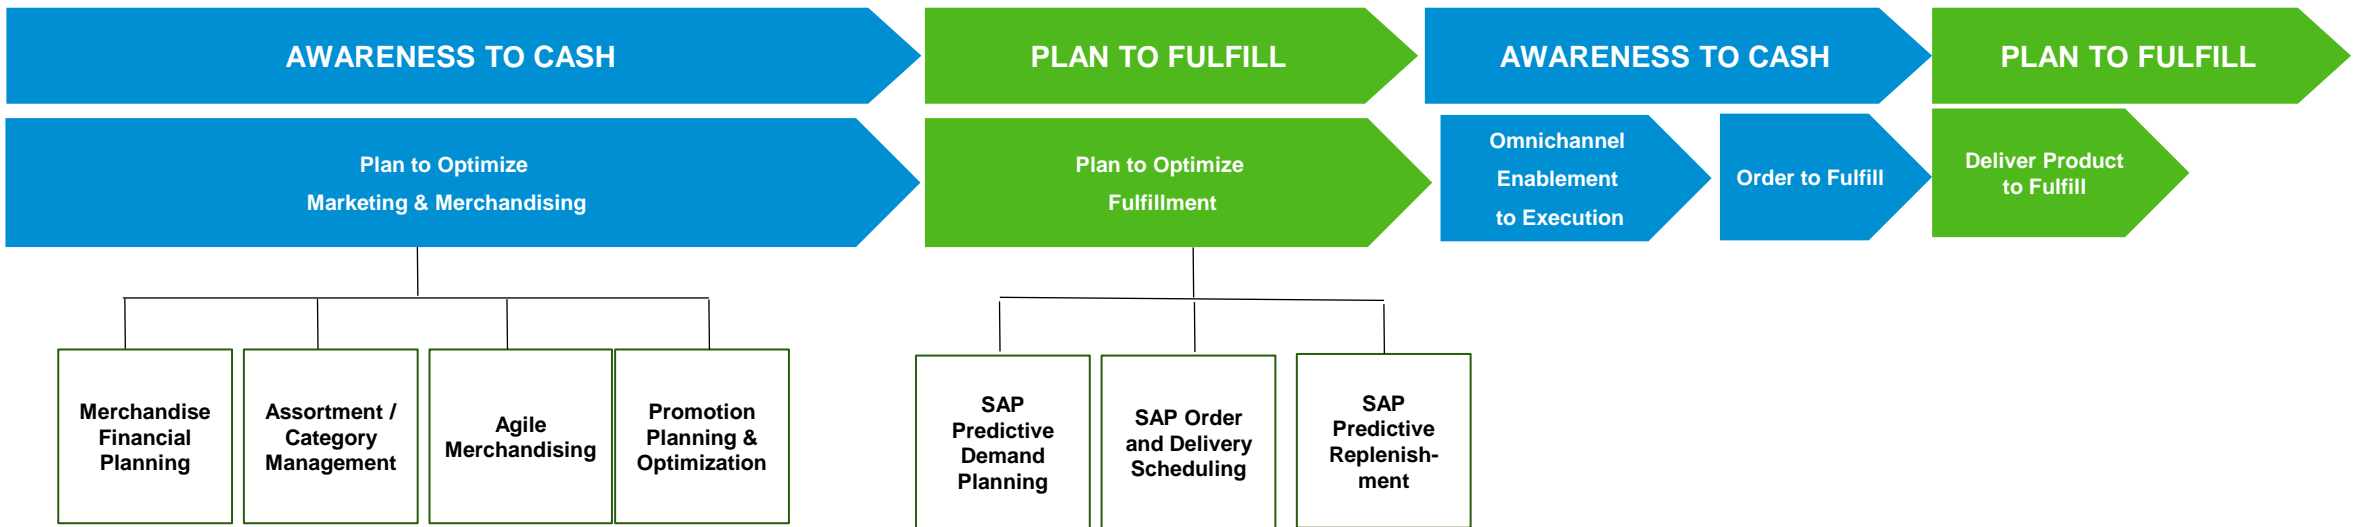 AWARENESS TO CASH
PLAN TO FULFILL
AWARENESS TO CASH
PLAN TO FULFILL
Plan to Optimize
Marketing & Merchandising
Plan to Optimize
Fulfillment
Omnichannel
Enablement
to Execution
Order to Fulfill
Deliver Product
to Fulfill
Merchandise
Financial
Planning
Assortment /
Category
Management
Agile
Merchandising
Promotion
Planning &
Optimization
SAP
Predictive
Demand
Planning
SAP Order
and Delivery
Scheduling
SAP
Predictive
Replenish-
ment